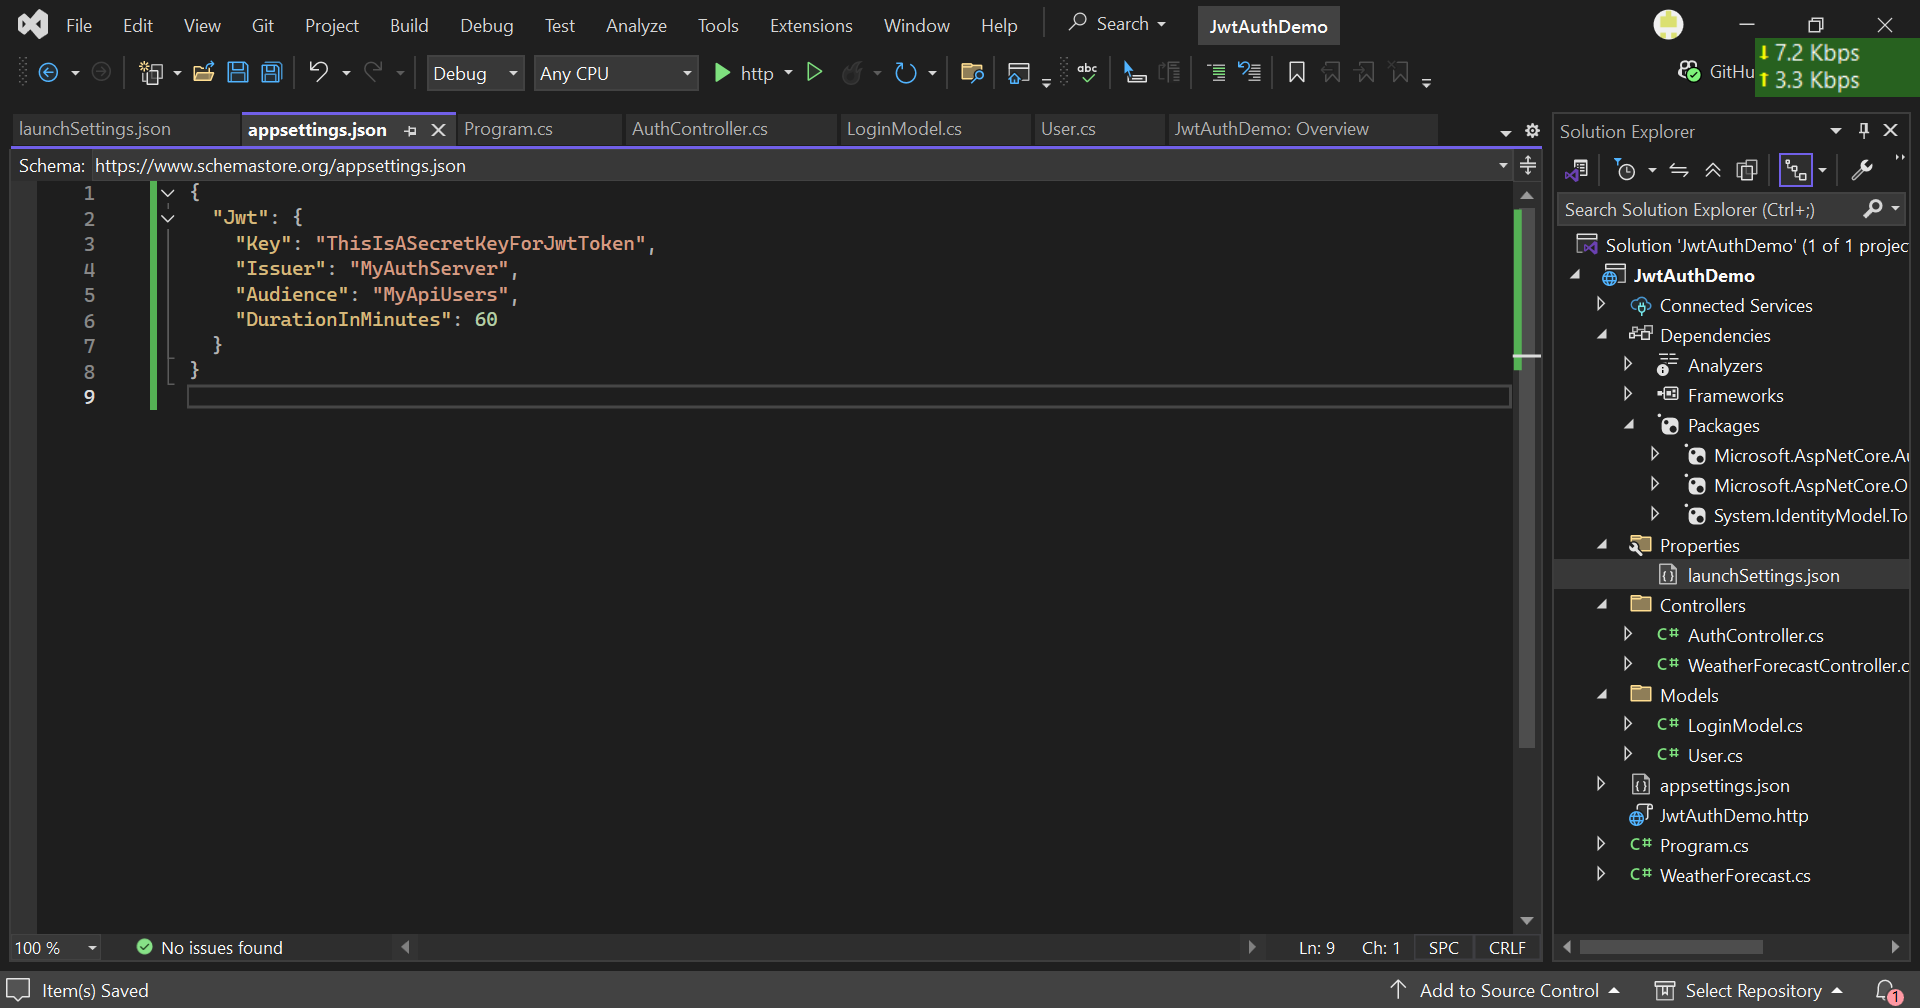 File Edit View Git Project Build Debug Test Analyze Tools Extensions Window Help Search JwtAuthDemo
Debug Any CPU http GitHu
↓ 7.2 Kbps
↑ 3.3 Kbps
launchSettings.json appsettings.json Program.cs AuthController.cs LoginModel.cs User.cs JwtAuthDemo: Overview
Schema: https://www.schemastore.org/appsettings.json
1 {
2 "Jwt": {
3 "Key": "ThisIsASecretKeyForJwtToken",
4 "Issuer": "MyAuthServer",
5 "Audience": "MyApiUsers",
6 "DurationInMinutes": 60
7 }
8 }
9
100 % No issues found Ln: 9 Ch: 1 SPC CRLF
Solution Explorer
Search Solution Explorer (Ctrl+;)
Solution 'JwtAuthDemo' (1 of 1 projec
JwtAuthDemo
Connected Services
Dependencies
Analyzers
Frameworks
Packages
Microsoft.AspNetCore.Au
Microsoft.AspNetCore.O
System.IdentityModel.To
Properties
launchSettings.json
Controllers
C# AuthController.cs
C# WeatherForecastController.c
Models
C# LoginModel.cs
C# User.cs
appsettings.json
JwtAuthDemo.http
C# Program.cs
C# WeatherForecast.cs
Item(s) Saved Add to Source Control Select Repository 1